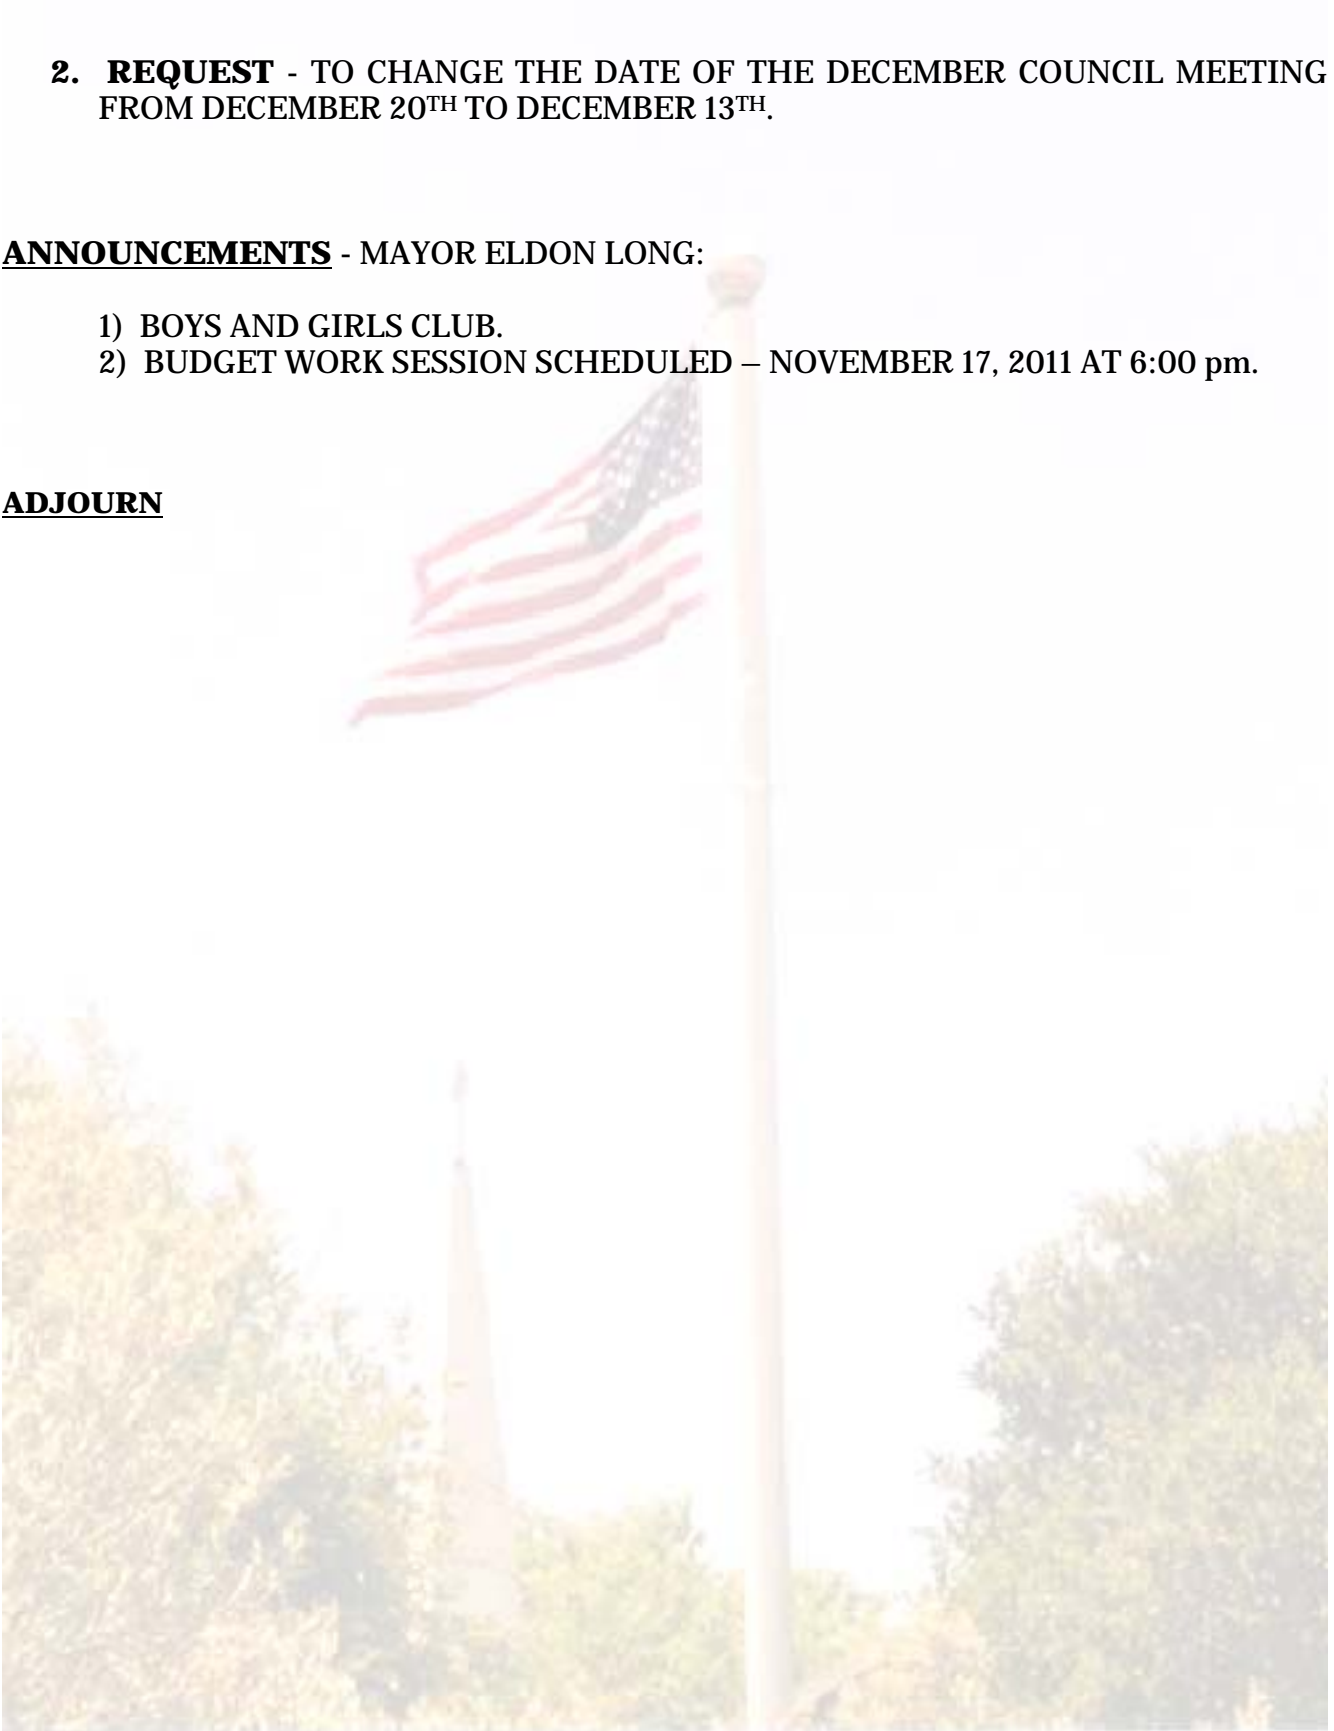 2. REQUEST - TO CHANGE THE DATE OF THE DECEMBER COUNCIL MEETING
FROM DECEMBER 20TH TO DECEMBER 13TH.
ANNOUNCEMENTS - MAYOR ELDON LONG:
1) BOYS AND GIRLS CLUB.
2) BUDGET WORK SESSION SCHEDULED – NOVEMBER 17, 2011 AT 6:00 pm.
ADJOURN